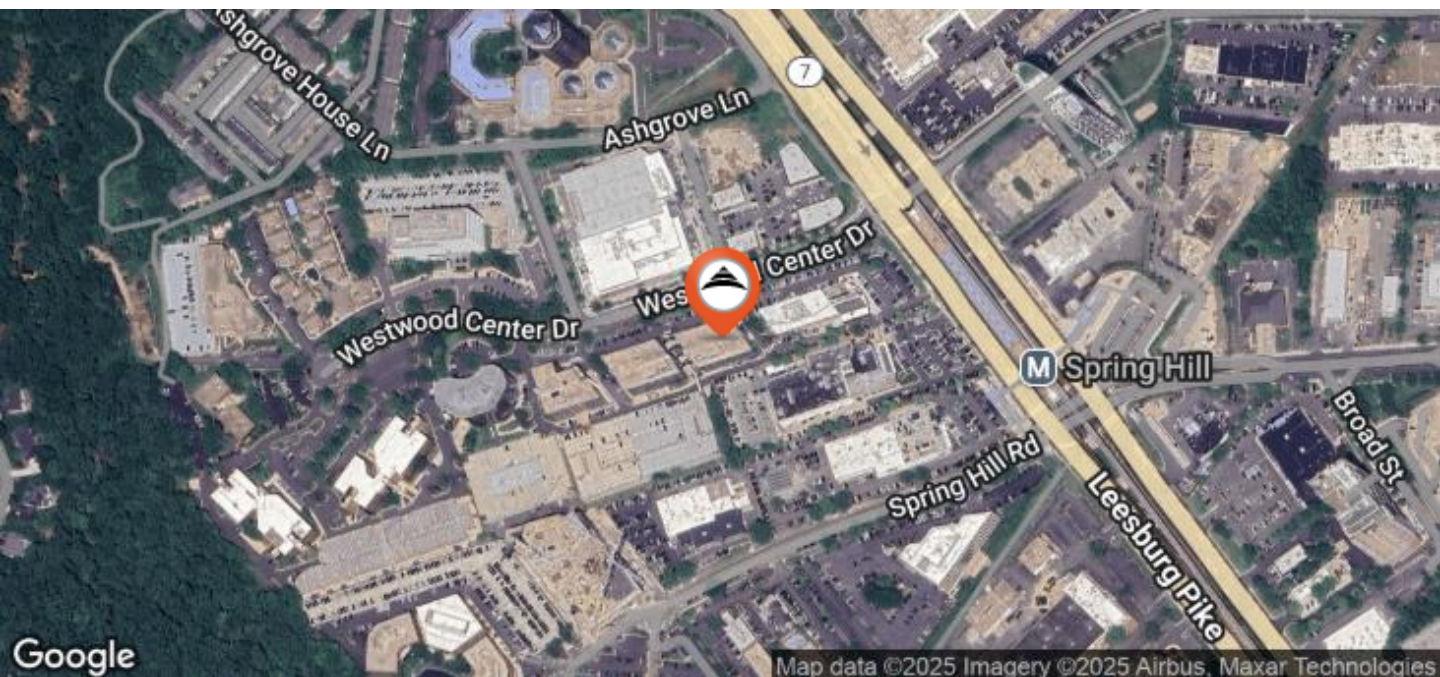 Ashgrove House Ln
Ashgrove Ln
7
Westwood Center Dr
Center Dr
Westwood Center Dr
M Spring Hill
Broad St
Spring Hill Rd
Leesburg Pike
Google
Map data ©2025 Imagery ©2025 Airbus, Maxar Technologies